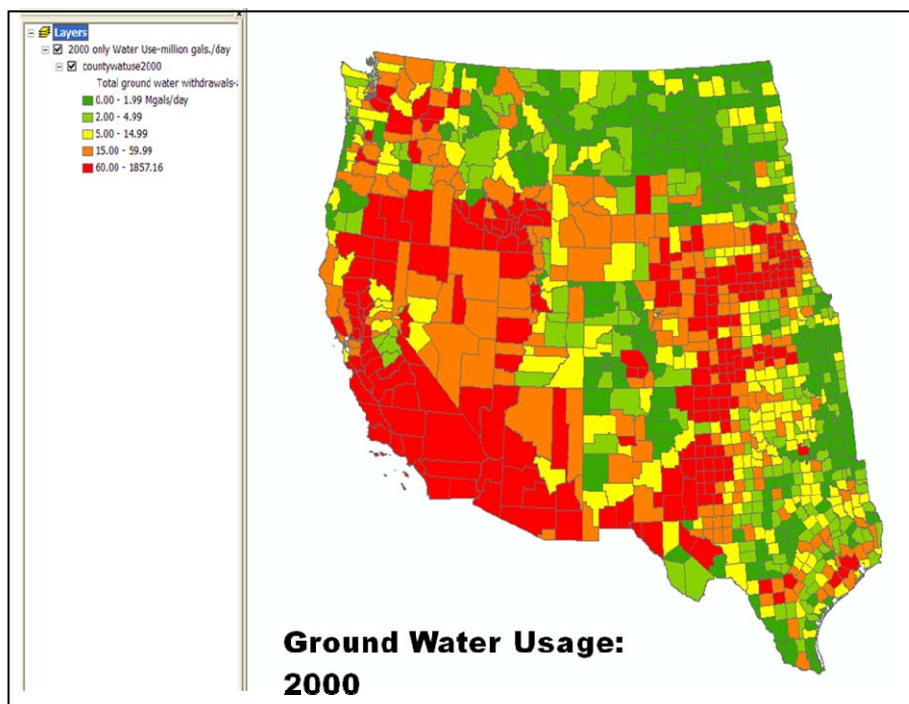 Layers
2000 only Water Use-million gals./day
countywatuse2000
Total ground water withdrawals-
0.00 - 1.99 Mgals/day
2.00 - 4.99
5.00 - 14.99
15.00 - 59.99
60.00 - 1857.16
Ground Water Usage:
2000